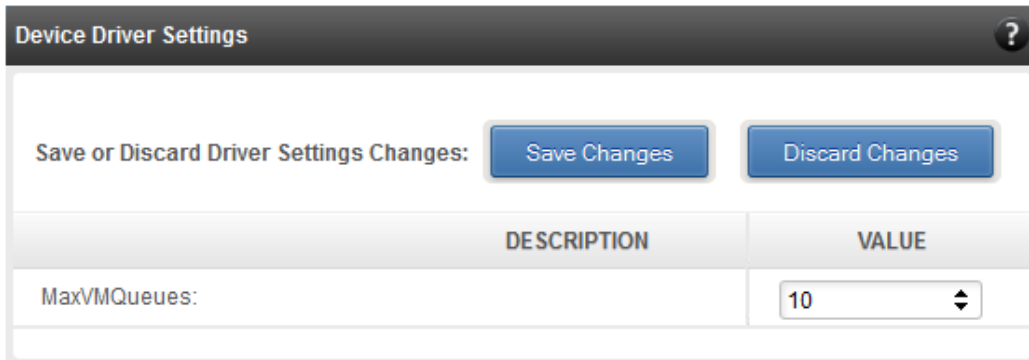 Device Driver Settings
?
Save or Discard Driver Settings Changes: Save Changes Discard Changes
DESCRIPTION VALUE
MaxVMQueues: 10